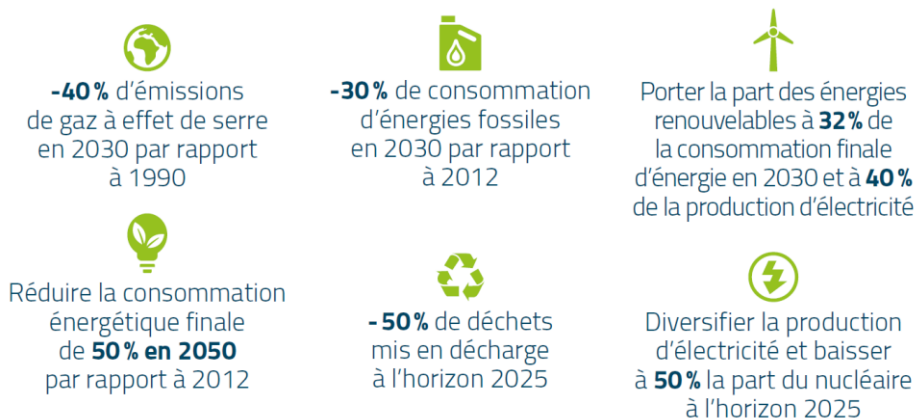 -40 % d'émissions
de gaz à effet de serre
en 2030 par rapport
à 1990
-30 % de consommation
d'énergies fossiles
en 2030 par rapport
à 2012
Porter la part des énergies
renouvelables à 32 % de
la consommation finale
d'énergie en 2030 et à 40 %
de la production d'électricité
Réduire la consommation
énergétique finale
de 50 % en 2050
par rapport à 2012
- 50 % de déchets
mis en décharge
à l'horizon 2025
Diversifier la production
d'électricité et baisser
à 50 % la part du nucléaire
à l'horizon 2025